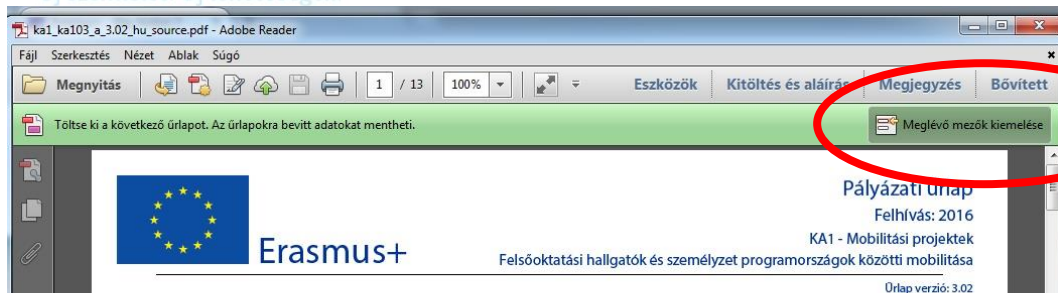 ka1_ka103_a_3.02_hu_source.pdf - Adobe Reader
Fájl Szerkesztés Nézet Ablak Súgó
Megnyitás 1 / 13 100% Eszközök Kitöltés és aláírás Megjegyzés Bővített
Töltse ki a következő űrlapot. Az űrlapokra bevitt adatokat mentheti. Meglévő mezők kiemelése
Pályázati űrlap
Felhívás: 2016
Erasmus+
KA1 - Mobilitási projektek
Felsőoktatási hallgatók és személyzet programországok közötti mobilitása
Űrlap verzió: 3.02